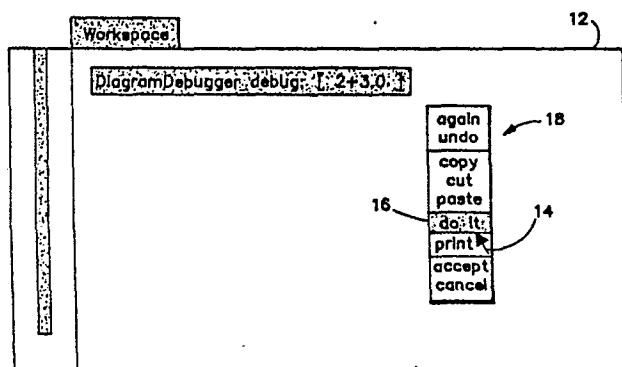 12
Workspace
DiagramDebugger debug: [ 2+3.0. ]
again
undo
18
copy
cut
paste
16
do it
14
print
accept
cancel